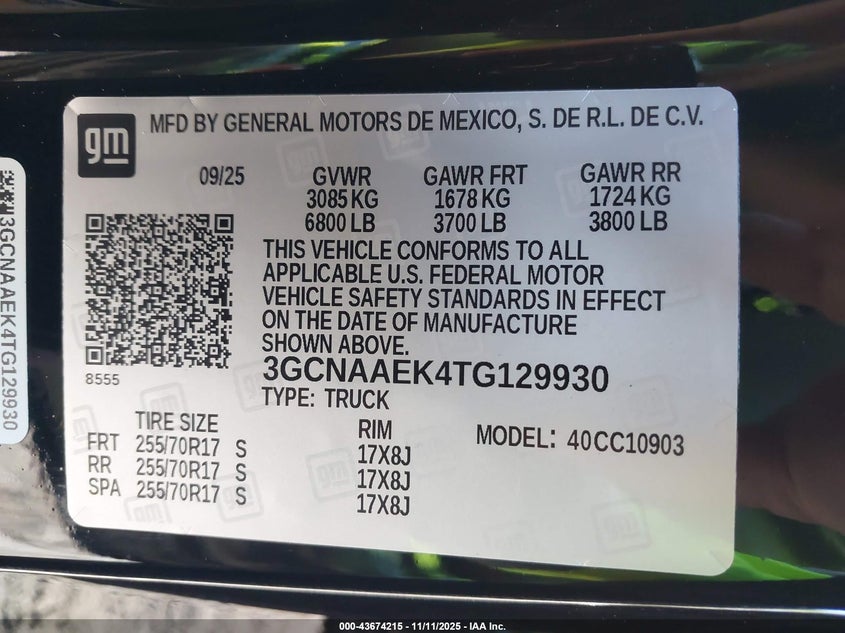 gm
MFD BY GENERAL MOTORS DE MEXICO, S. DE R.L. DE C.V.
09/25 GVWR GAWR FRT GAWR RR
3085 KG 1678 KG 1724 KG
6800 LB 3700 LB 3800 LB
THIS VEHICLE CONFORMS TO ALL
APPLICABLE U.S. FEDERAL MOTOR
VEHICLE SAFETY STANDARDS IN EFFECT
ON THE DATE OF MANUFACTURE
SHOWN ABOVE.
8555
3GCNAAEK4TG129930
TYPE: TRUCK
TIRE SIZE RIM MODEL: 40CC10903
FRT 255/70R17 S 17X8J
RR 255/70R17 S 17X8J
SPA 255/70R17 S 17X8J
3GCNAAEK4TG129930
000-43674215 - 11/11/2025 - IAA Inc.